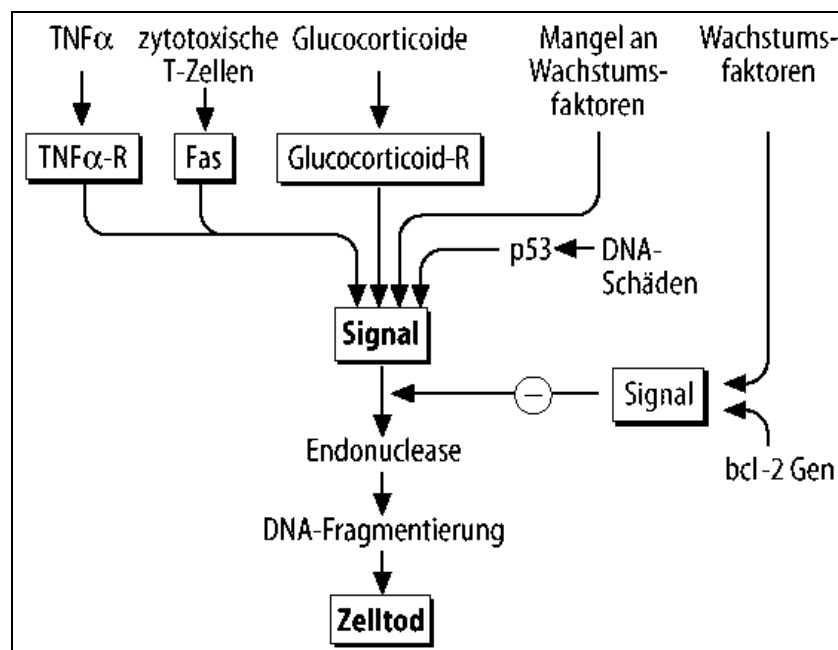 TNFα
zytotoxische
T-Zellen
Glucocorticoide
Mangel an
Wachstums-
faktoren
Wachstums-
faktoren
TNFα-R
Fas
Glucocorticoid-R
p53
DNA-
Schäden
Signal
−
Signal
bcl-2 Gen
Endonuclease
DNA-Fragmentierung
Zelltod